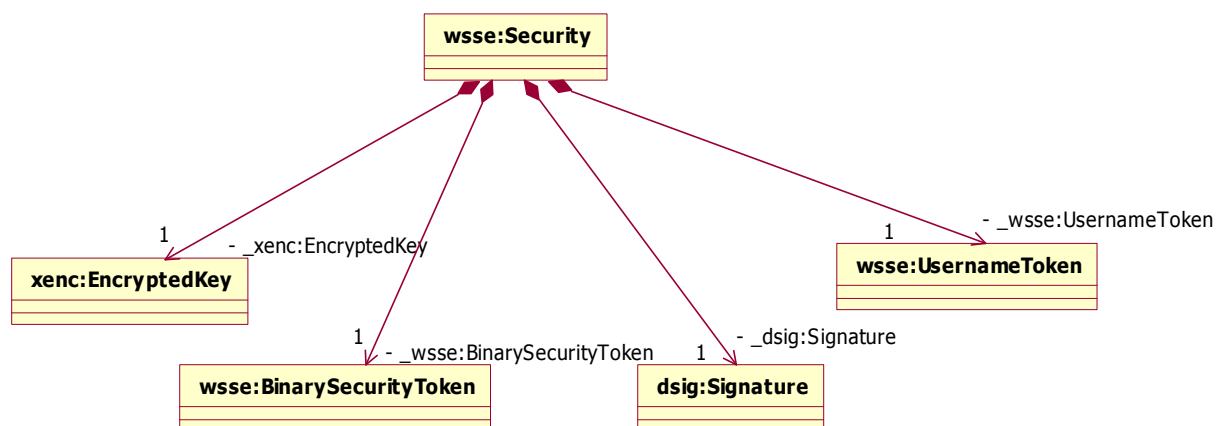 wsse:Security
- _wsse:UsernameToken
1
1
- _xenc:EncryptedKey
wsse:UsernameToken
xenc:EncryptedKey
1
- _wsse:BinarySecurityToken
- _dsig:Signature
1
wsse:BinarySecurityToken
dsig:Signature